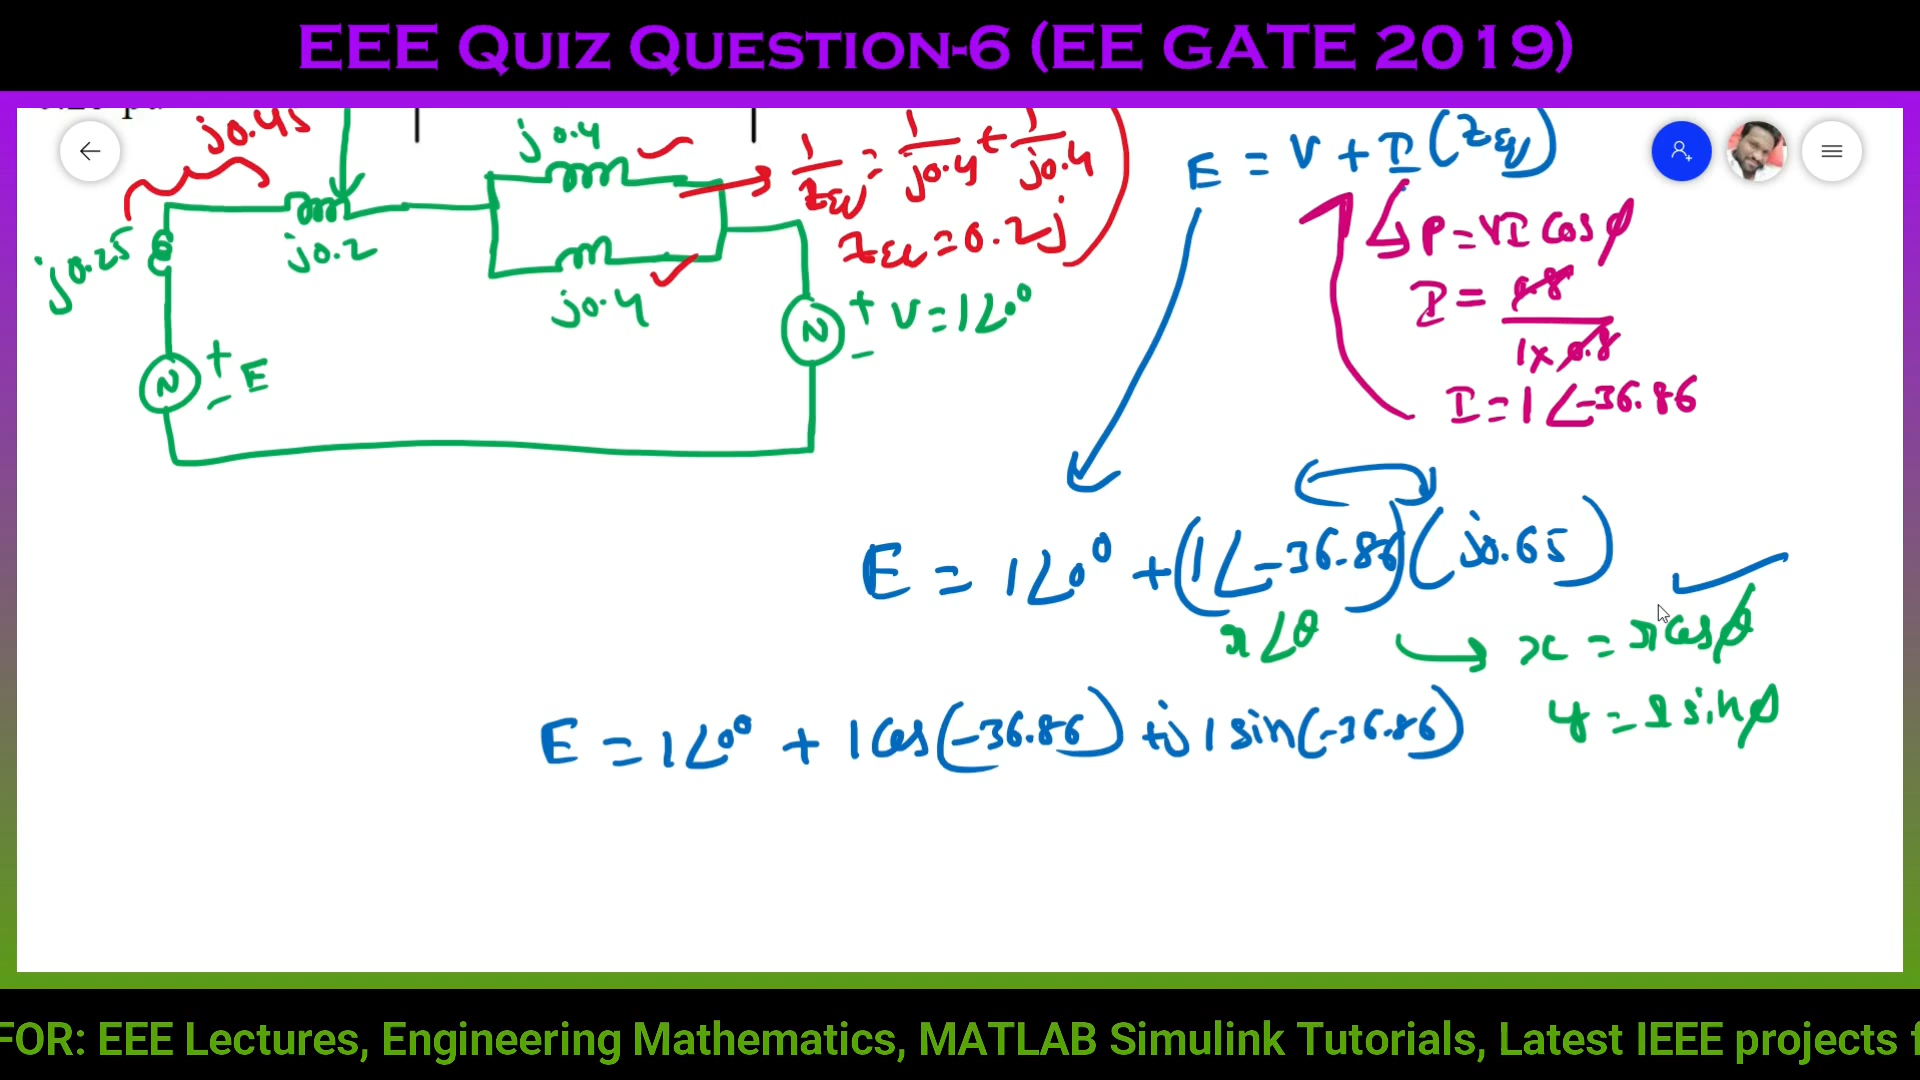 EEE QUIZ QUESTION-6 (EE GATE 2019)
j0.45
j0.4
1/ZEq = 1/j0.4 + 1/j0.4
E = V + I (ZEq)
j0.25
j0.2
ZEq = 0.2j
P = VI cos φ
j0.4
+ V = 1∠0°
−
I = 0.8 / 1 x 0.8
+ E
−
I = 1∠-36.86
E = 1∠0° + (1∠-36.86)(j0.65)
r∠θ
x = r cos φ
E = 1∠0° + 1 cos(-36.86) + j 1 sin(-36.86)
y = r sin φ
FOR: EEE Lectures, Engineering Mathematics, MATLAB Simulink Tutorials, Latest IEEE projects f